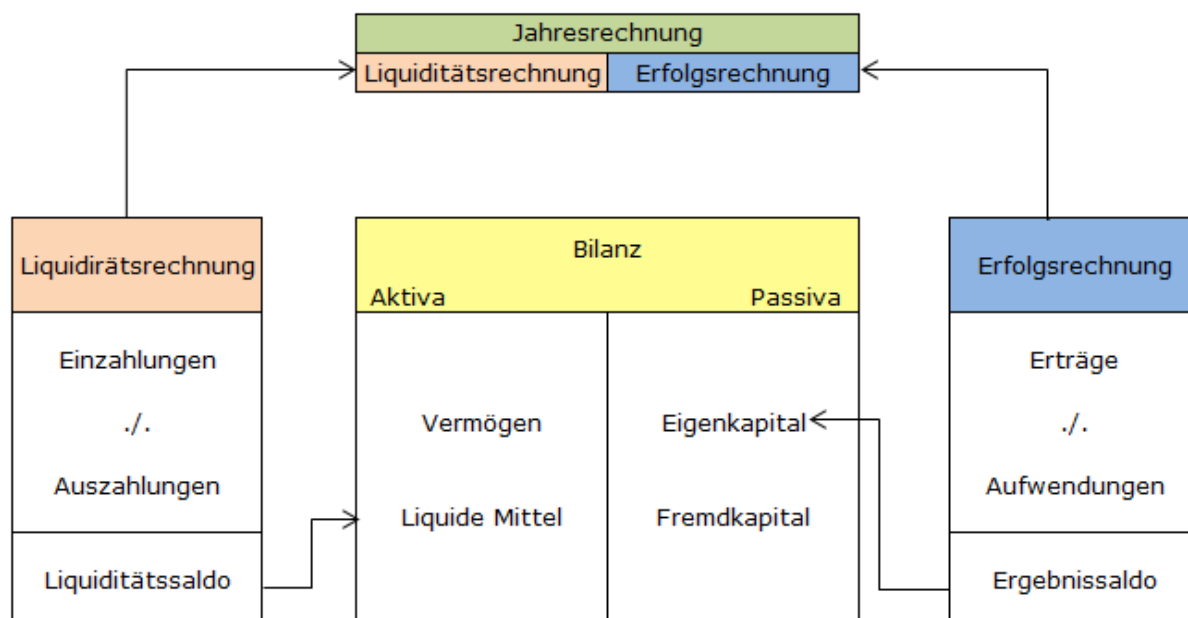 Jahresrechnung
Liquiditätsrechnung Erfolgsrechnung
Liquidirätsrechnung
Einzahlungen
./.
Auszahlungen
Liquiditätssaldo
Bilanz
Aktiva Passiva
Vermögen Eigenkapital
Liquide Mittel Fremdkapital
Erfolgsrechnung
Erträge
./.
Aufwendungen
Ergebnissaldo